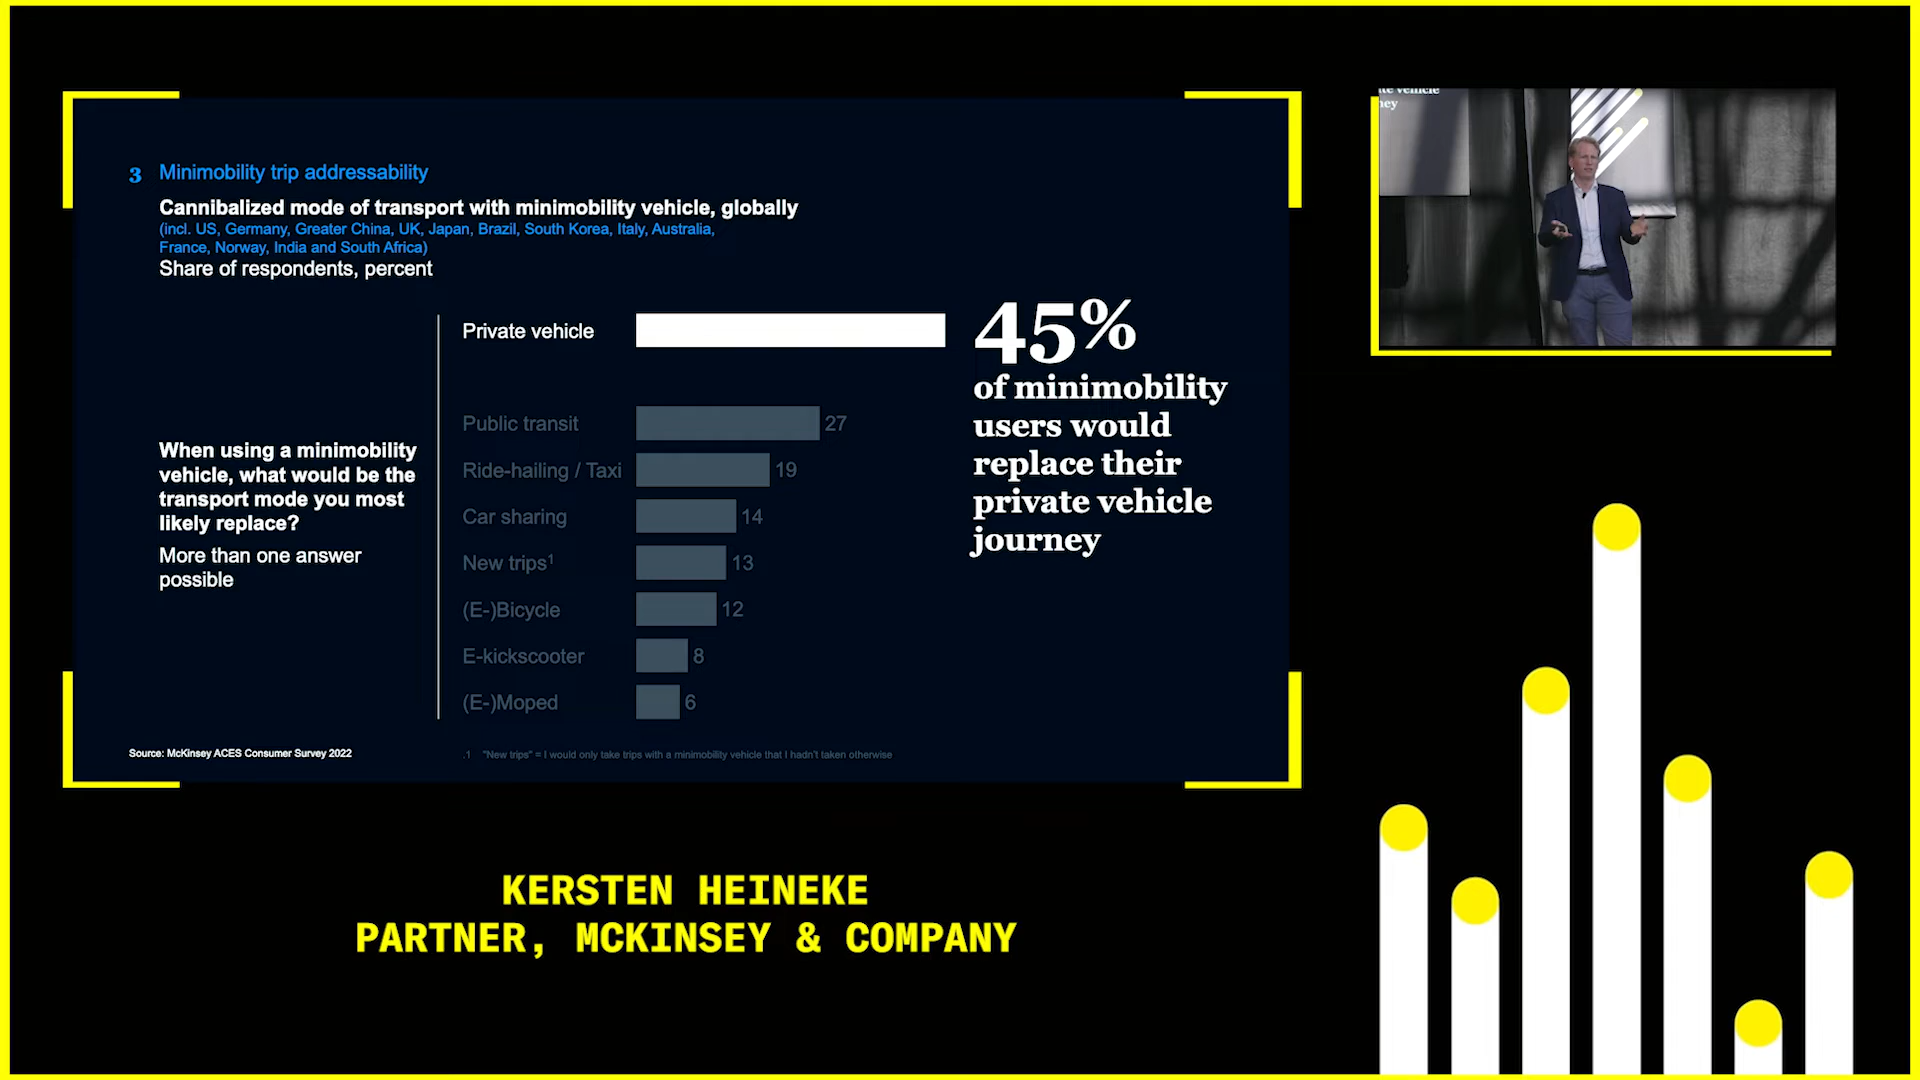 3 Minimobility trip addressability
Cannibalized mode of transport with minimobility vehicle, globally
(incl. US, Germany, Greater China, UK, Japan, Brazil, South Korea, Italy, Australia,
France, Norway, India and South Africa)
Share of respondents, percent
When using a minimobility
vehicle, what would be the
transport mode you most
likely replace?
More than one answer
possible
Private vehicle
Public transit 27
Ride-hailing / Taxi 19
Car sharing 14
New trips¹ 13
(E-)Bicycle 12
E-kickscooter 8
(E-)Moped 6
45%
of minimobility
users would
replace their
private vehicle
journey
Source: McKinsey ACES Consumer Survey 2022
.1 "New trips" = I would only take trips with a minimobility vehicle that I hadn't taken otherwise
vehicle
KERSTEN HEINEKE
PARTNER, MCKINSEY & COMPANY